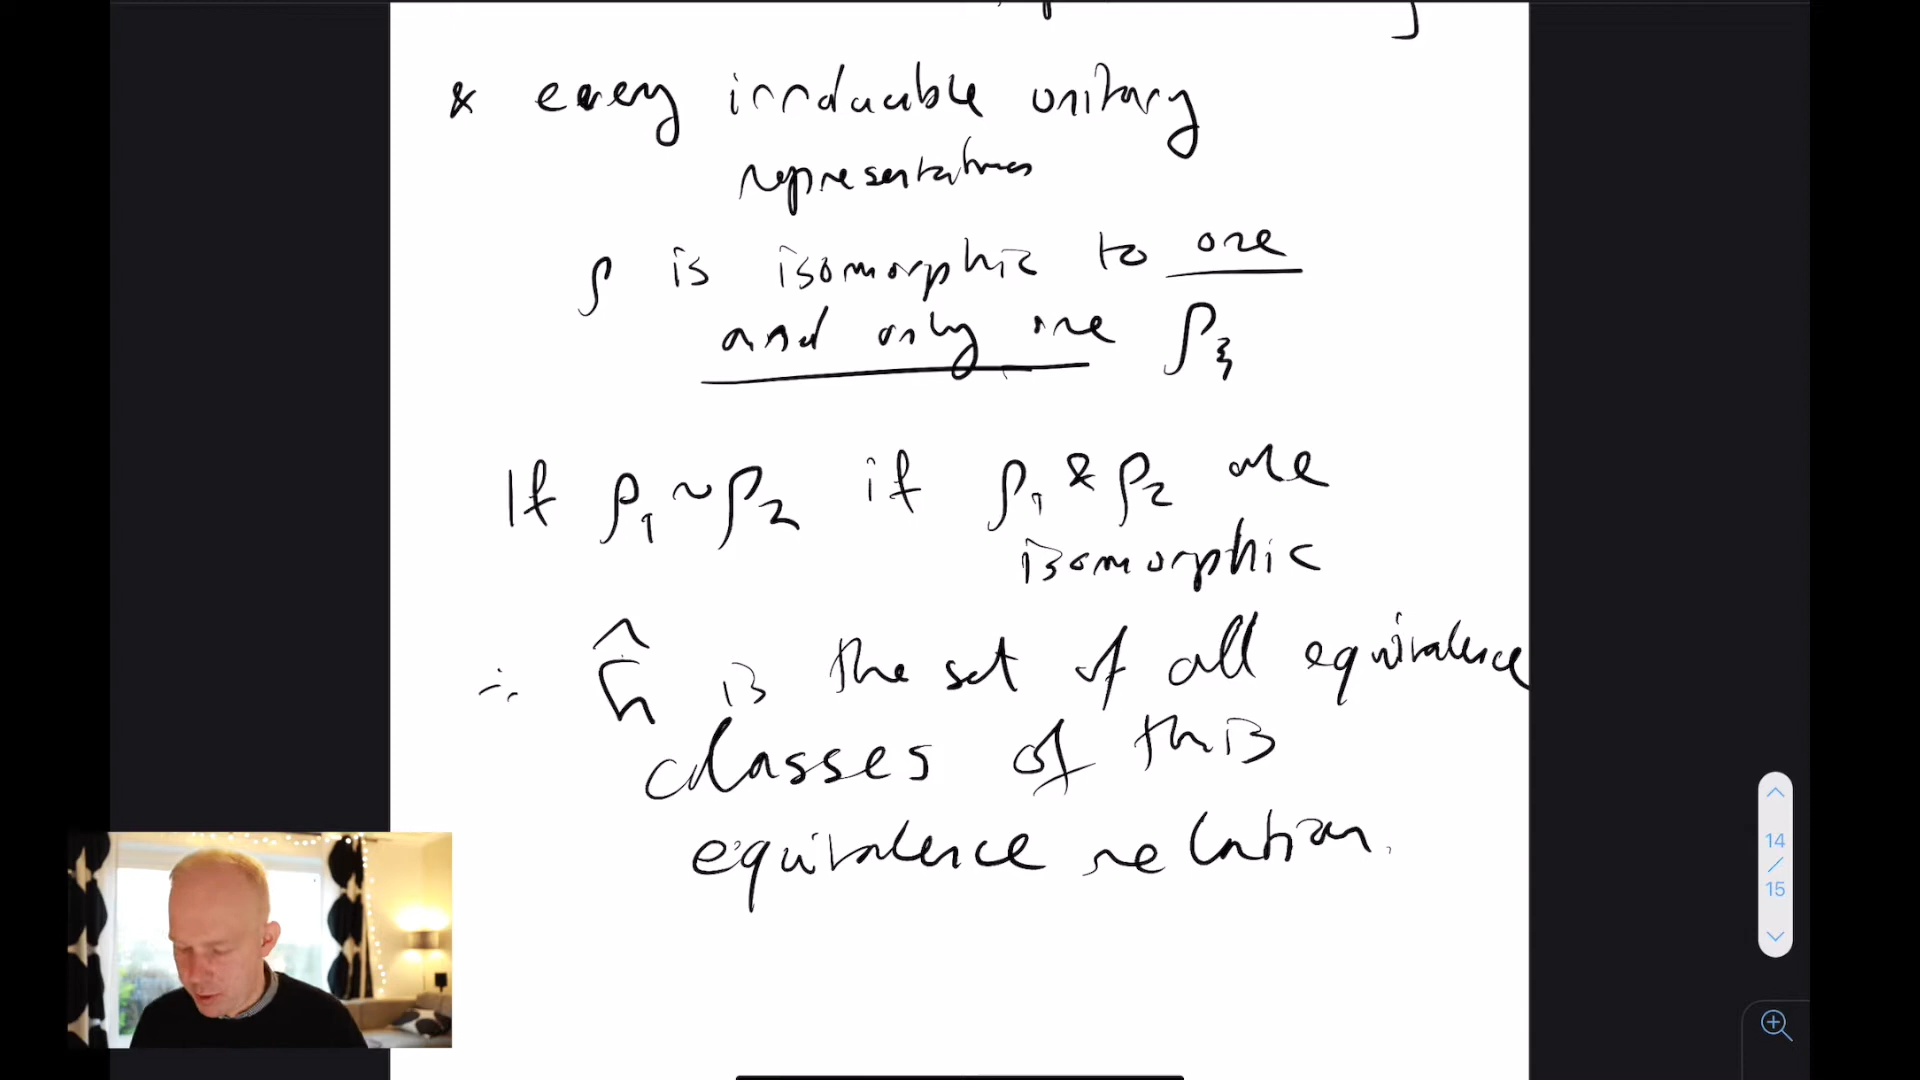 & every irreducible unitary
representations
ρ is isomorphic to one
and only one ρ_ξ
If ρ₁ ~ ρ₂ if ρ₁ & ρ₂ are
isomorphic
∴ Ĝ is the set of all equivalence
classes of this
equivalence relation.
14
/
15